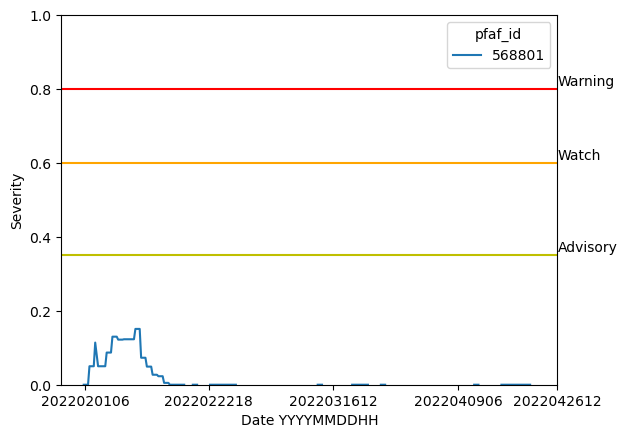 1.0
0.8
0.6
0.4
0.2
0.0
Severity
pfaf_id
568801
Warning
Watch
Advisory
2022020106
2022022218
2022031612
2022040906
2022042612
Date YYYYMMDDHH